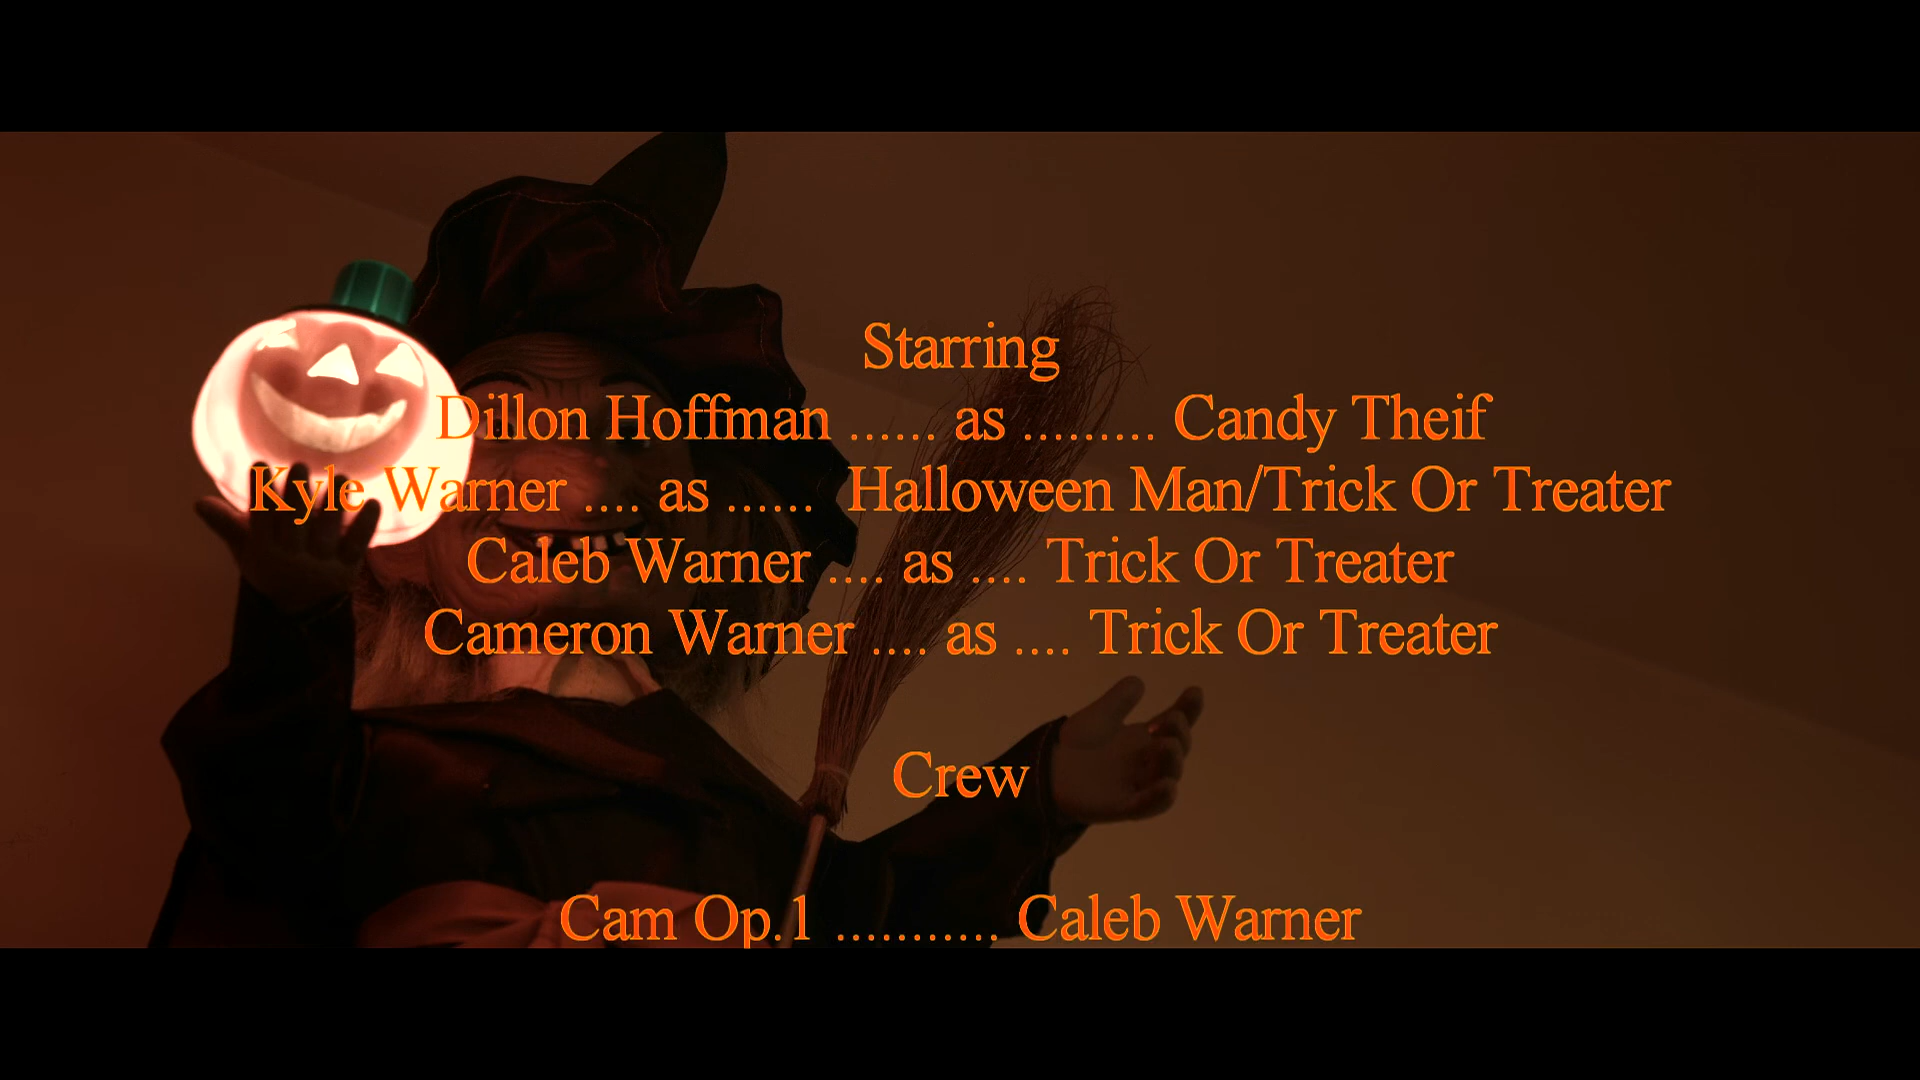 Starring
Dillon Hoffman ...... as ......... Candy Theif
Kyle Warner .... as ...... Halloween Man/Trick Or Treater
Caleb Warner .... as .... Trick Or Treater
Cameron Warner .... as .... Trick Or Treater
Crew
Cam Op.1 ........... Caleb Warner